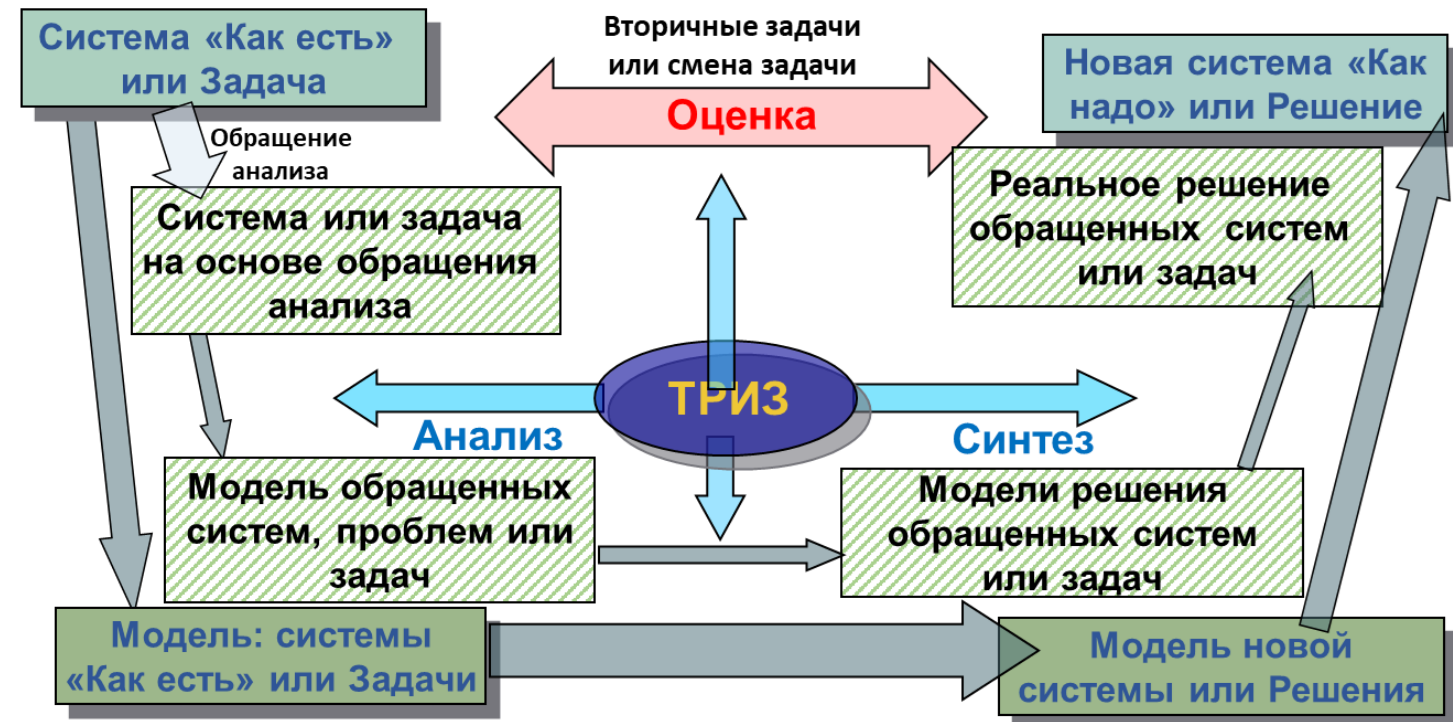 Система «Как есть»
или Задача
Вторичные задачи
или смена задачи
Оценка
Новая система «Как
надо» или Решение
Обращение
анализа
Система или задача
на основе обращения
анализа
Реальное решение
обращенных систем
или задач
ТРИЗ
Анализ
Синтез
Модель обращенных
систем, проблем или
задач
Модели решения
обращенных систем
или задач
Модель: системы
«Как есть» или Задачи
Модель новой
системы или Решения